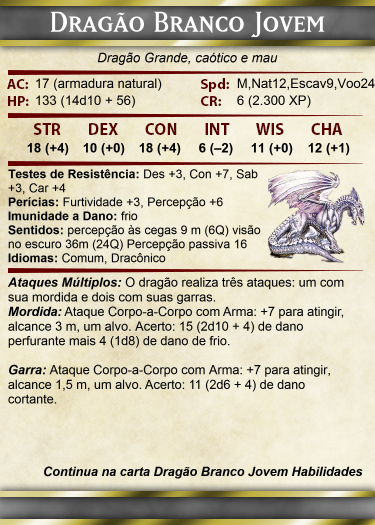 Dragão Branco Jovem
Dragão Grande, caótico e mau
AC: 17 (armadura natural) Spd: M,Nat12,Escav9,Voo24
HP: 133 (14d10 + 56) CR: 6 (2.300 XP)
STR DEX CON INT WIS CHA
18 (+4) 10 (+0) 18 (+4) 6 (–2) 11 (+0) 12 (+1)
Testes de Resistência: Des +3, Con +7, Sab
+3, Car +4
Perícias: Furtividade +3, Percepção +6
Imunidade a Dano: frio
Sentidos: percepção às cegas 9 m (6Q) visão
no escuro 36m (24Q) Percepção passiva 16
Idiomas: Comum, Dracônico
Ataques Múltiplos: O dragão realiza três ataques: um com
sua mordida e dois com suas garras.
Mordida: Ataque Corpo-a-Corpo com Arma: +7 para atingir,
alcance 3 m, um alvo. Acerto: 15 (2d10 + 4) de dano
perfurante mais 4 (1d8) de dano de frio.
Garra: Ataque Corpo-a-Corpo com Arma: +7 para atingir,
alcance 1,5 m, um alvo. Acerto: 11 (2d6 + 4) de dano
cortante.
Continua na carta Dragão Branco Jovem Habilidades